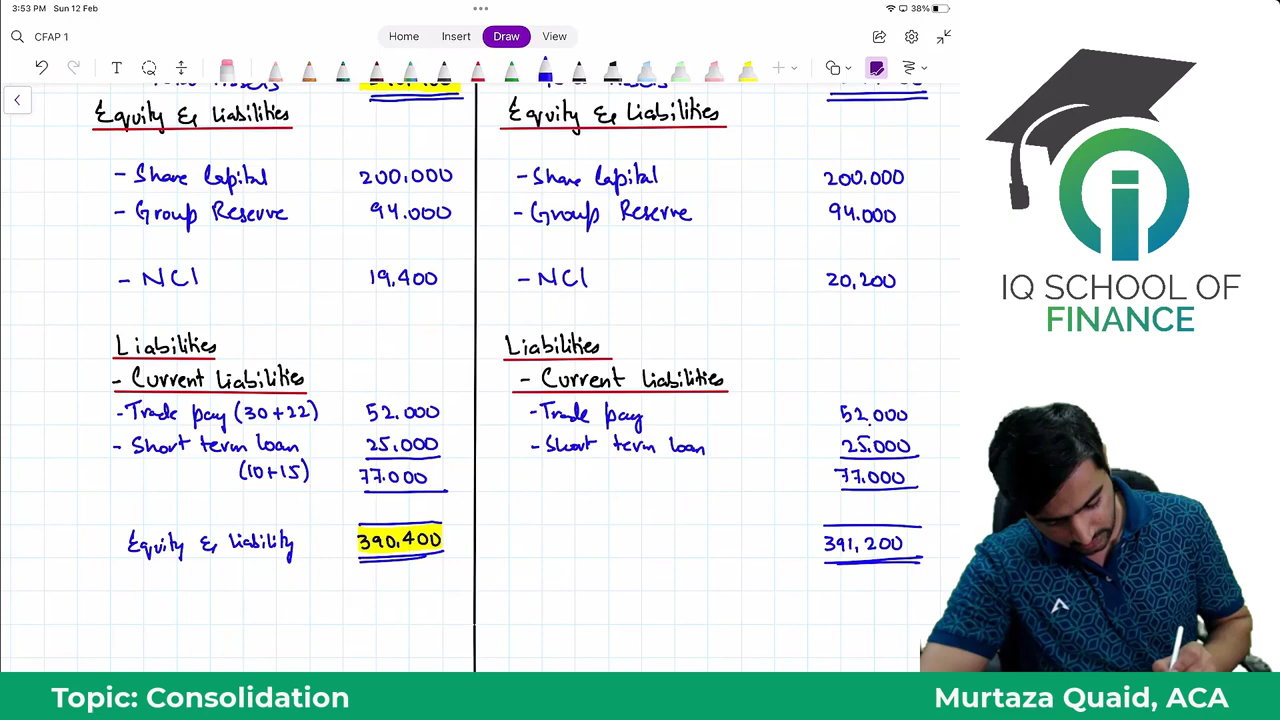 3:53 PM Sun 12 Feb
38%
CFAP 1
Home Insert Draw View
Equity & Liabilities
- Share Capital 200,000
- Group Reserve 94,000
- NCI 19,400
Liabilities
- Current Liabilities
- Trade pay (30+22) 52,000
- Short term loan 25,000
(10+15) 77,000
Equity & Liability 390,400
Equity & Liabilities
- Share Capital 200,000
- Group Reserve 94,000
- NCI 20,200
Liabilities
- Current Liabilities
- Trade pay 52,000
- Short term loan 25,000
77,000
391,200
IQ SCHOOL OF
FINANCE
Topic: Consolidation
Murtaza Quaid, ACA